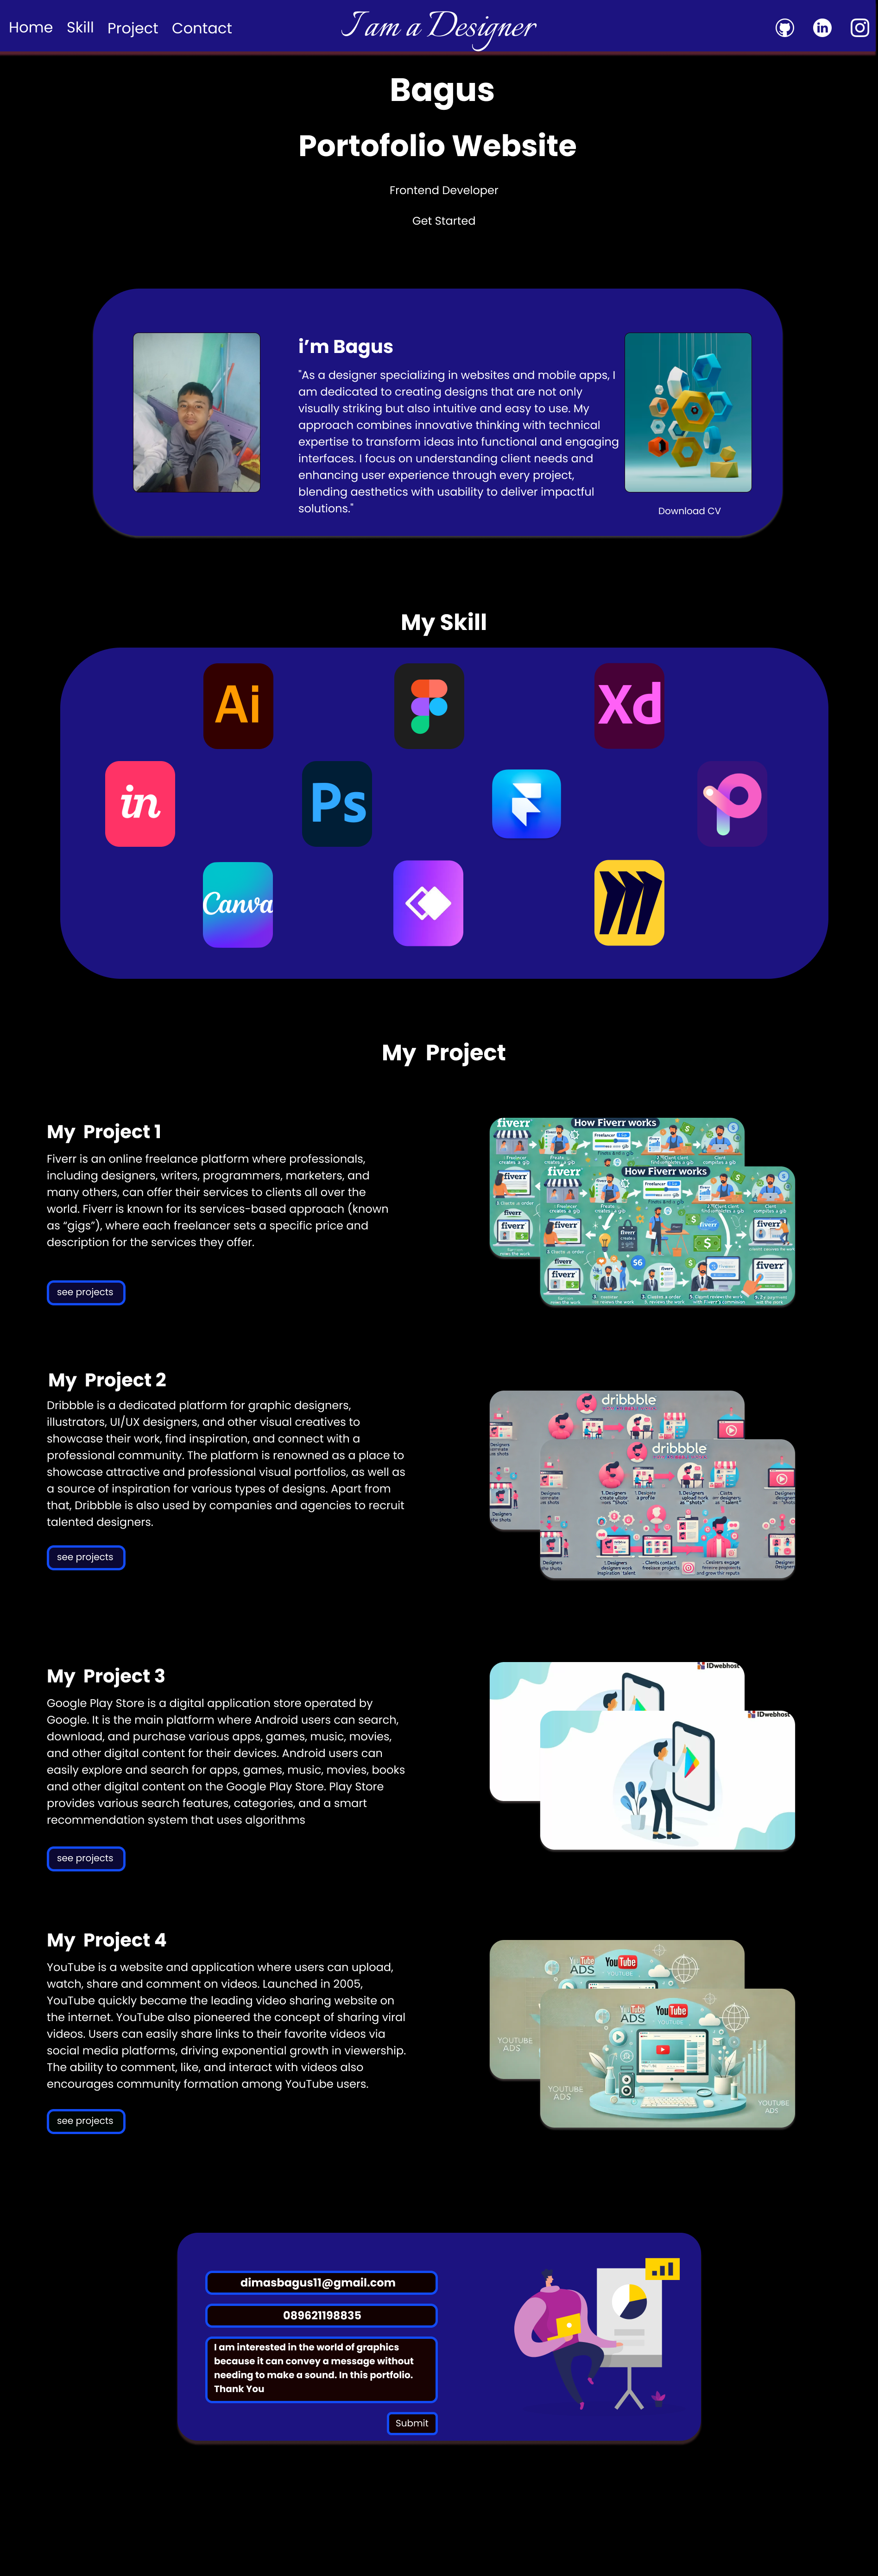 Home Skill Project Contact
I am a Designer
Bagus
Portofolio Website
Frontend Developer
Get Started
i’m Bagus
"As a designer specializing in websites and mobile apps, I
am dedicated to creating designs that are not only
visually striking but also intuitive and easy to use. My
approach combines innovative thinking with technical
expertise to transform ideas into functional and engaging
interfaces. I focus on understanding client needs and
enhancing user experience through every project,
blending aesthetics with usability to deliver impactful
solutions."
Download CV
My Skill
Ai
Xd
in
Ps
Canva
My Project
My Project 1
Fiverr is an online freelance platform where professionals,
including designers, writers, programmers, marketers, and
many others, can offer their services to clients all over the
world. Fiverr is known for its services-based approach (known
as “gigs”), where each freelancer sets a specific price and
description for the services they offer.
see projects
fiverr
How Fiverr works
fiverr
How Fiverr works
fiverr
fiverr
fiverr
fiverr
My Project 2
Dribbble is a dedicated platform for graphic designers,
illustrators, UI/UX designers, and other visual creatives to
showcase their work, find inspiration, and connect with a
professional community. The platform is renowned as a place to
showcase attractive and professional visual portfolios, as well as
a source of inspiration for various types of designs. Apart from
that, Dribbble is also used by companies and agencies to recruit
talented designers.
see projects
dribbble
dribbble
My Project 3
Google Play Store is a digital application store operated by
Google. It is the main platform where Android users can search,
download, and purchase various apps, games, music, movies,
and other digital content for their devices. Android users can
easily explore and search for apps, games, music, movies, books
and other digital content on the Google Play Store. Play Store
provides various search features, categories, and a smart
recommendation system that uses algorithms
see projects
IDwebhost
IDwebhost
My Project 4
YouTube is a website and application where users can upload,
watch, share and comment on videos. Launched in 2005,
YouTube quickly became the leading video sharing website on
the internet. YouTube also pioneered the concept of sharing viral
videos. Users can easily share links to their favorite videos via
social media platforms, driving exponential growth in viewership.
The ability to comment, like, and interact with videos also
encourages community formation among YouTube users.
see projects
YouTube
ADS
YouTube
YOUTUBE
ADS
YouTube
ADS
YouTube
YOUTUBE
ADS
YOUTUBE
ADS
dimasbagus11@gmail.com
089621198835
I am interested in the world of graphics
because it can convey a message without
needing to make a sound. In this portfolio.
Thank You
Submit